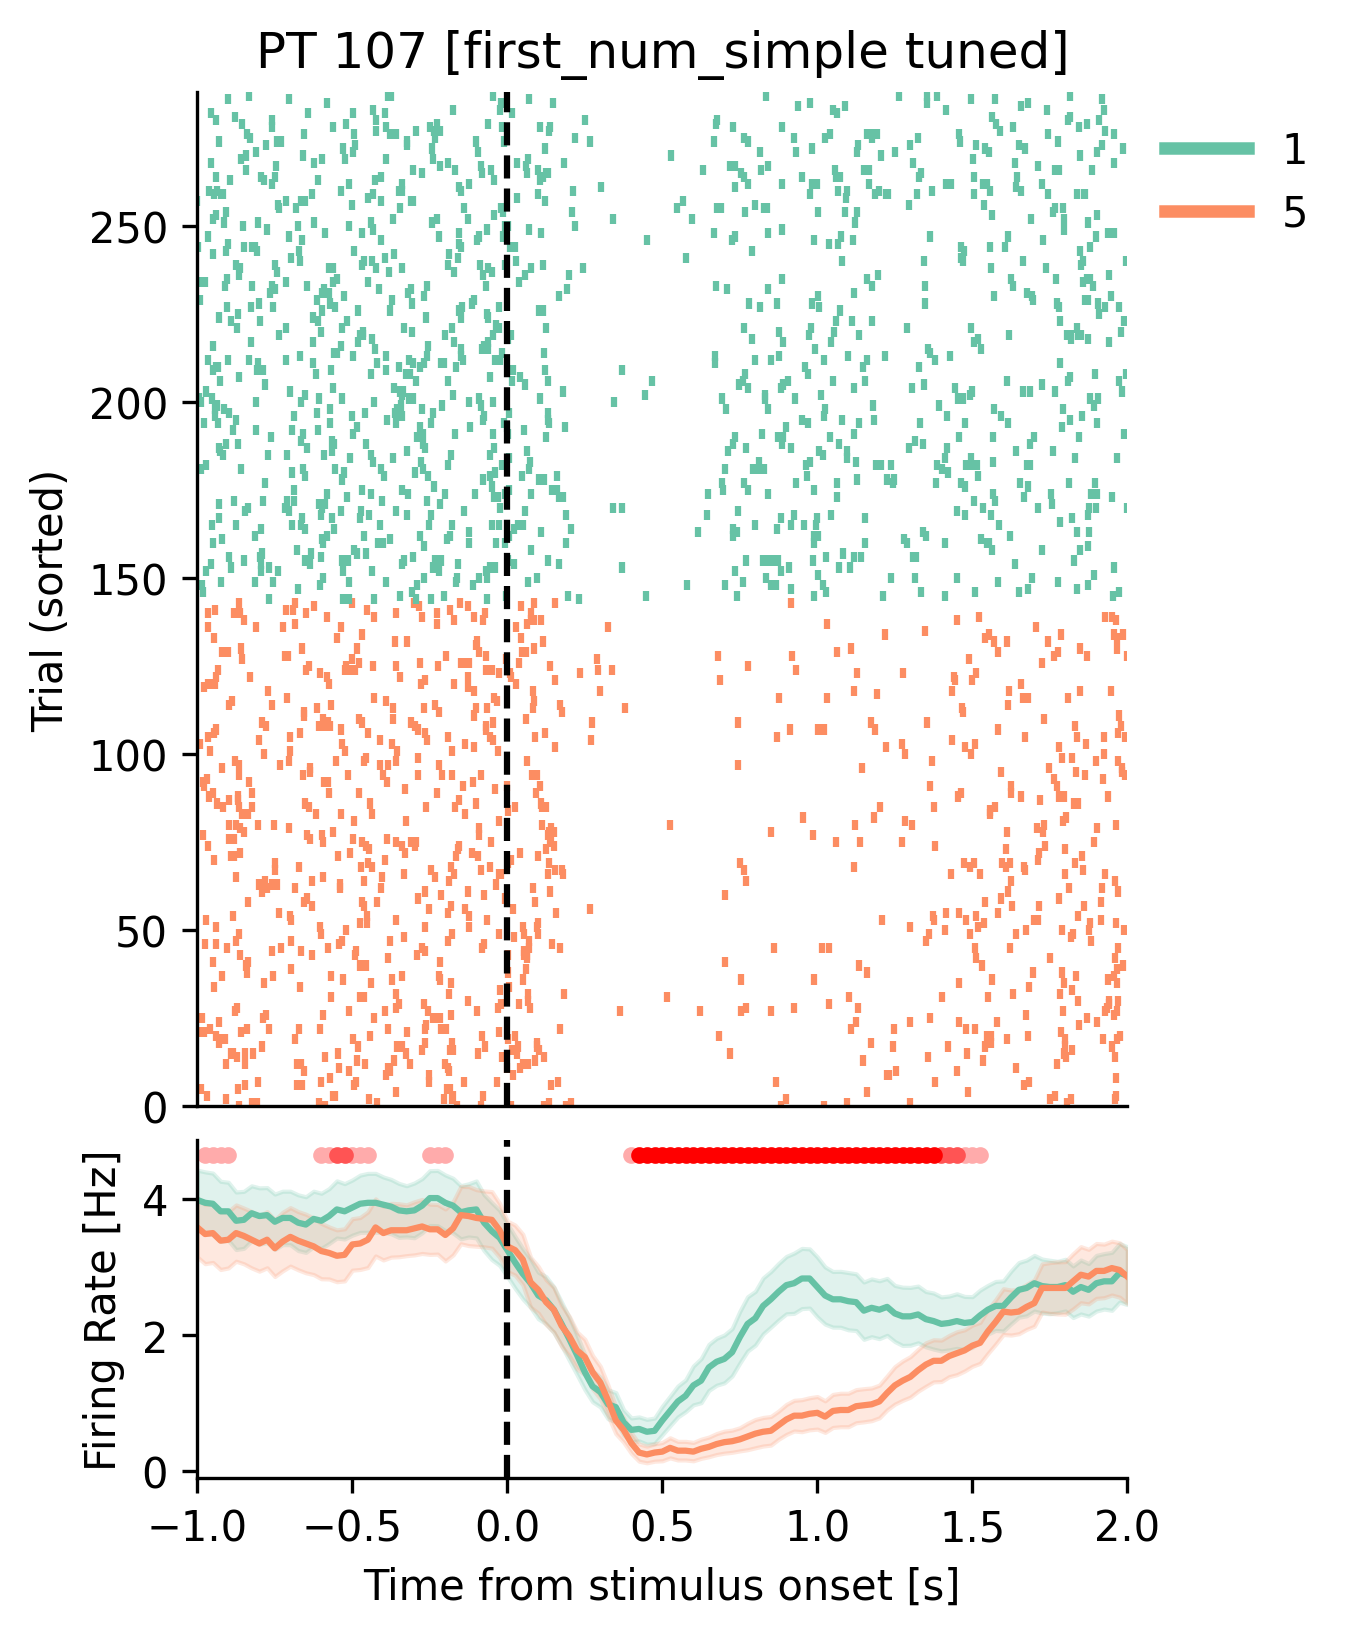 PT 107 [first_num_simple tuned]
1
5
250
200
150
100
50
0
Trial (sorted)
4
2
0
Firing Rate [Hz]
−1.0 −0.5 0.0 0.5 1.0 1.5 2.0
Time from stimulus onset [s]